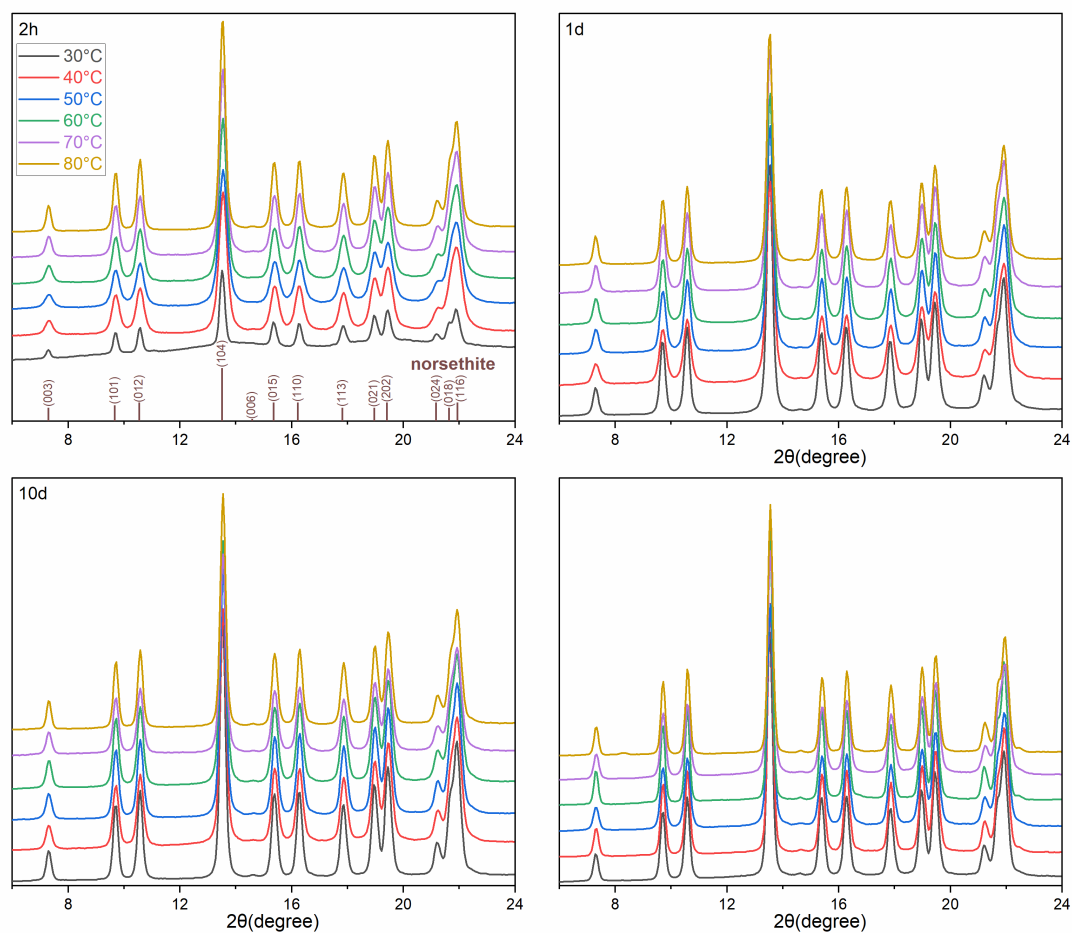 2h
30°C
40°C
50°C
60°C
70°C
80°C
norsethite
(003)
(101)
(012)
(104)
(006)
(015)
(110)
(113)
(021)
(202)
(024)
(018)
(116)
8 12 16 20 24
1d
8 12 16 20 24
2θ(degree)
10d
8 12 16 20 24
2θ(degree)
8 12 16 20 24
2θ(degree)